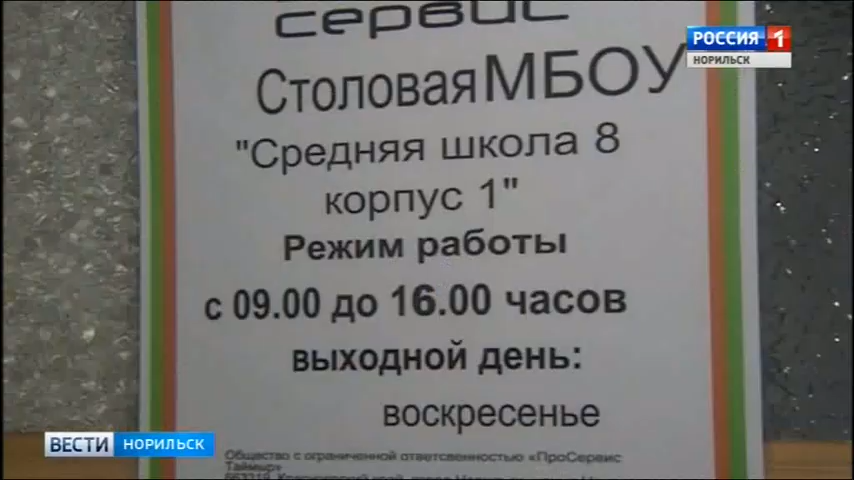 сервис
РОССИЯ 1
НОРИЛЬСК
Столовая МБОУ
"Средняя школа 8
корпус 1"
Режим работы
с 09.00 до 16.00 часов
выходной день:
воскресенье
ВЕСТИ НОРИЛЬСК
Общество с ограниченной ответсвенностью «ПроСервис
Таймыр»